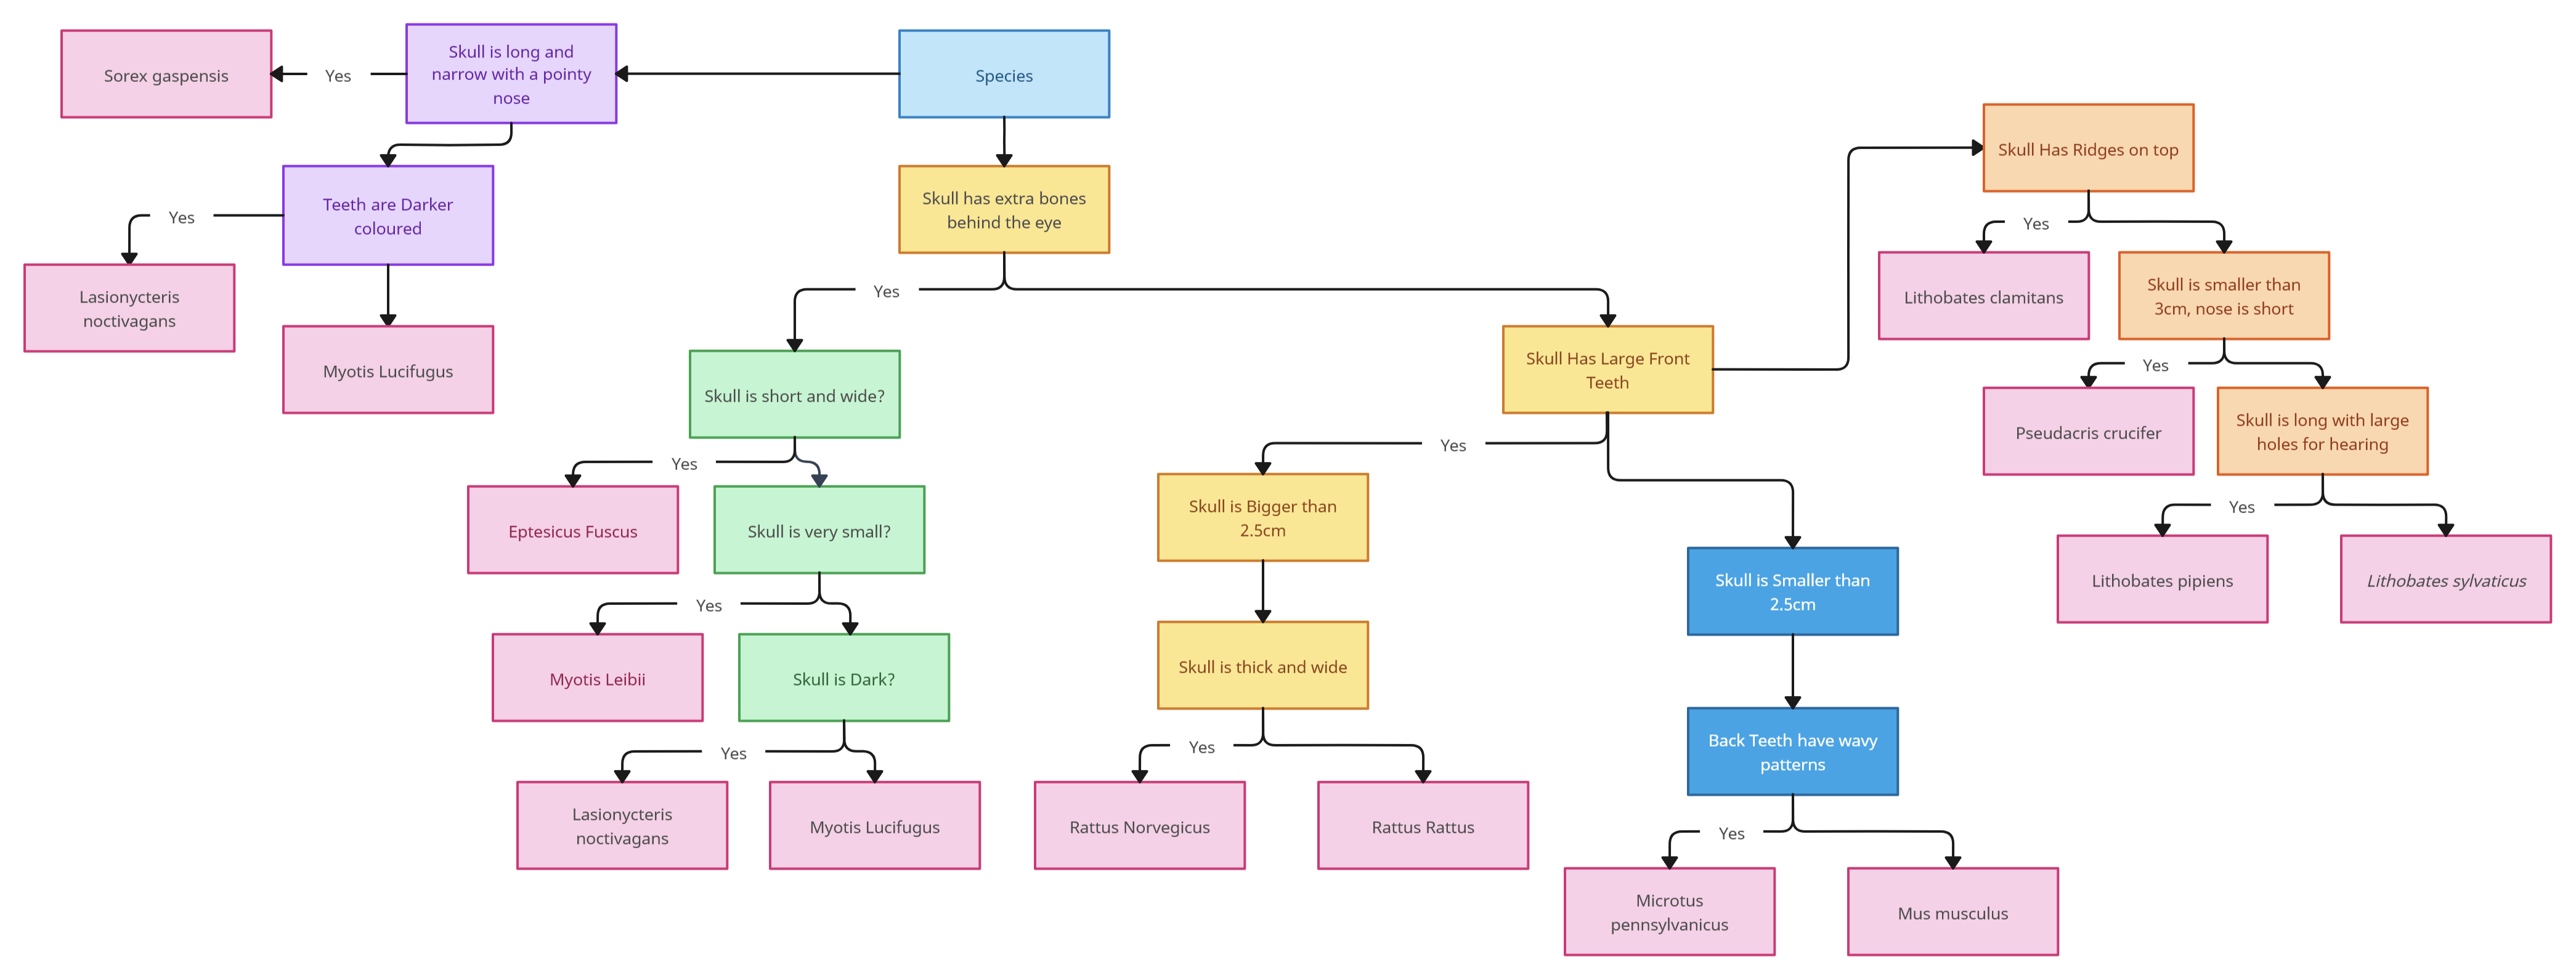 Sorex gaspensis
Yes
Skull is long and
narrow with a pointy
nose
Species
Teeth are Darker
coloured
Yes
Lasionycteris
noctivagans
Myotis Lucifugus
Skull has extra bones
behind the eye
Yes
Skull is short and wide?
Yes
Eptesicus Fuscus
Skull is very small?
Yes
Myotis Leibii
Skull is Dark?
Yes
Lasionycteris
noctivagans
Myotis Lucifugus
Skull Has Large Front
Teeth
Yes
Skull is Bigger than
2.5cm
Skull is thick and wide
Yes
Rattus Norvegicus
Rattus Rattus
Skull is Smaller than
2.5cm
Back Teeth have wavy
patterns
Yes
Microtus
pennsylvanicus
Mus musculus
Skull Has Ridges on top
Yes
Lithobates clamitans
Skull is smaller than
3cm, nose is short
Yes
Pseudacris crucifer
Skull is long with large
holes for hearing
Yes
Lithobates pipiens
Lithobates sylvaticus